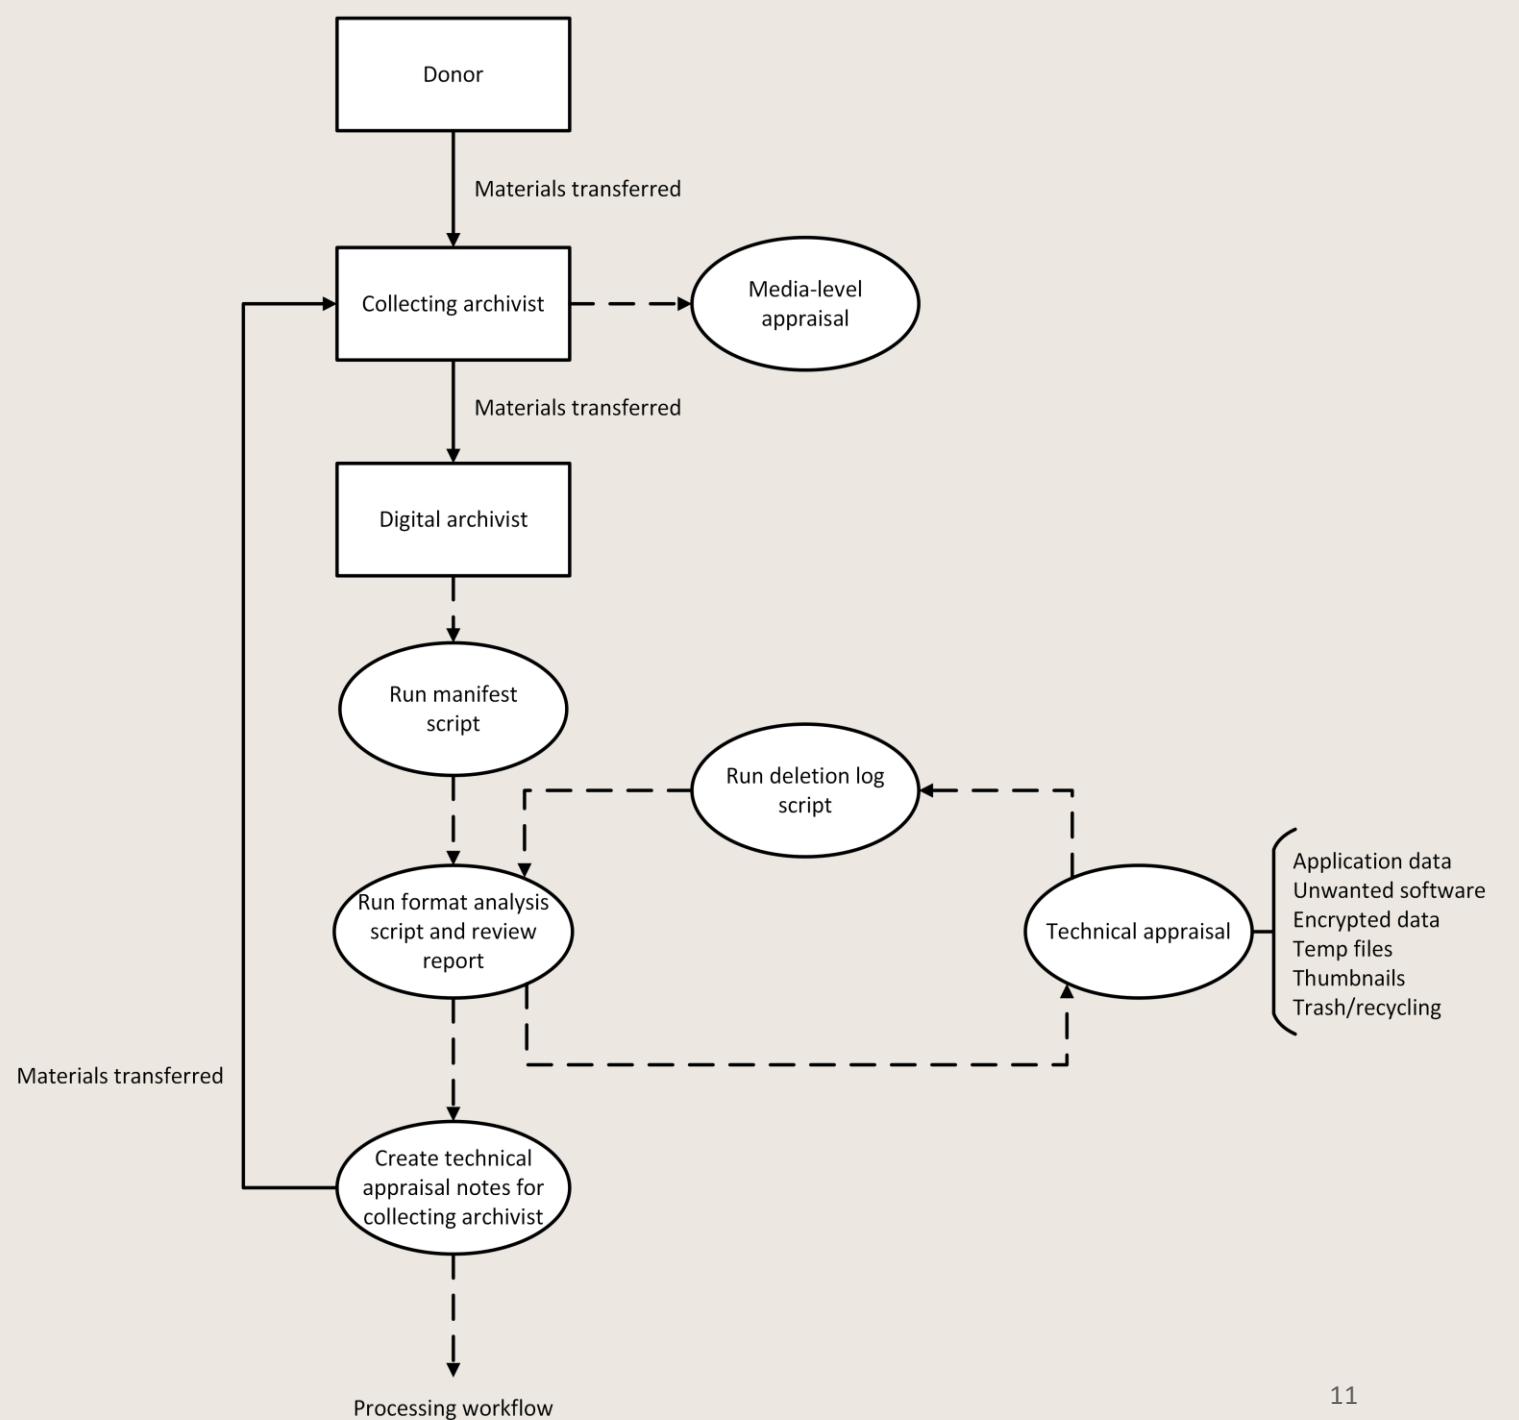 Donor
Materials transferred
Collecting archivist
Media-level
appraisal
Materials transferred
Digital archivist
Run manifest
script
Run deletion log
script
Run format analysis
script and review
report
Technical appraisal
Application data
Unwanted software
Encrypted data
Temp files
Thumbnails
Trash/recycling
Materials transferred
Create technical
appraisal notes for
collecting archivist
Processing workflow
11